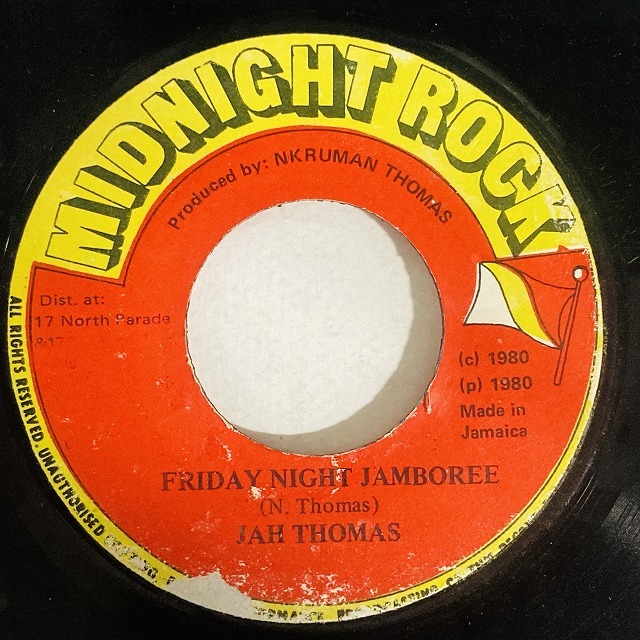 MIDNIGHT ROCK
Produced by: NKRUMAN THOMAS
Dist. at:
17 North Parade
(c) 1980
(p) 1980
Made in
Jamaica
FRIDAY NIGHT JAMBOREE
(N. Thomas)
JAH THOMAS
ALL RIGHTS RESERVED. UNAUTHORISED